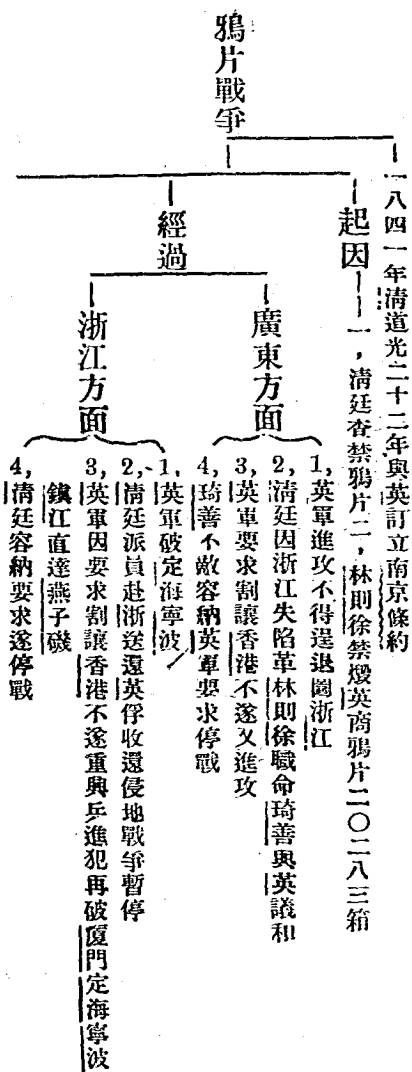 鴉片戰爭
一八四一年清道光二十二年與英訂立南京條約
起因——一，清廷查禁鴉片二，林則徐禁燬英商鴉片二〇二八三箱
經過
廣東方面
1,英軍進攻不得逞退圖浙江
2,清廷因浙江失陷革林則徐職命琦善與英議和
3,英軍要求割讓香港不遂又進攻
4,琦善不敵容納英軍要求停戰
浙江方面
1,英軍破定海寧波
2,清廷派員赴浙送還英俘收還侵地戰爭暫停
3,英軍因要求割讓香港不遂重興兵進犯再破廈門定海寧波
鎮江直達燕子磯
4,清廷容納要求遂停戰